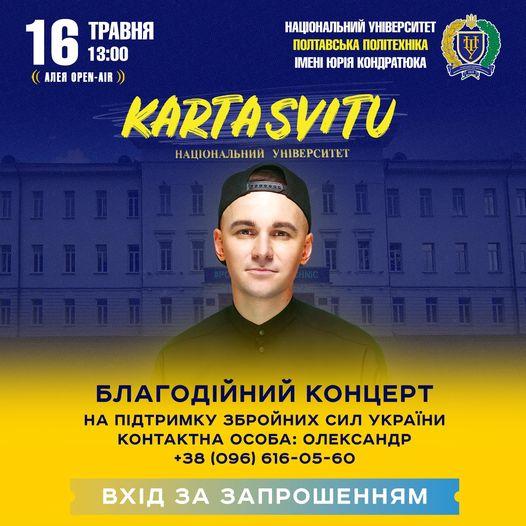 16 ТРАВНЯ
13:00
АЛЕЯ OPEN-AIR
НАЦІОНАЛЬНИЙ УНІВЕРСИТЕТ
ПОЛТАВСЬКА ПОЛІТЕХНІКА
ІМЕНІ ЮРІЯ КОНДРАТЮКА
KARTA SVITU
НАЦІОНАЛЬНИЙ УНІВЕРСИТЕТ
БЛАГОДІЙНИЙ КОНЦЕРТ
НА ПІДТРИМКУ ЗБРОЙНИХ СИЛ УКРАЇНИ
КОНТАКТНА ОСОБА: ОЛЕКСАНДР
+38 (096) 616-05-60
ВХІД ЗА ЗАПРОШЕННЯМ